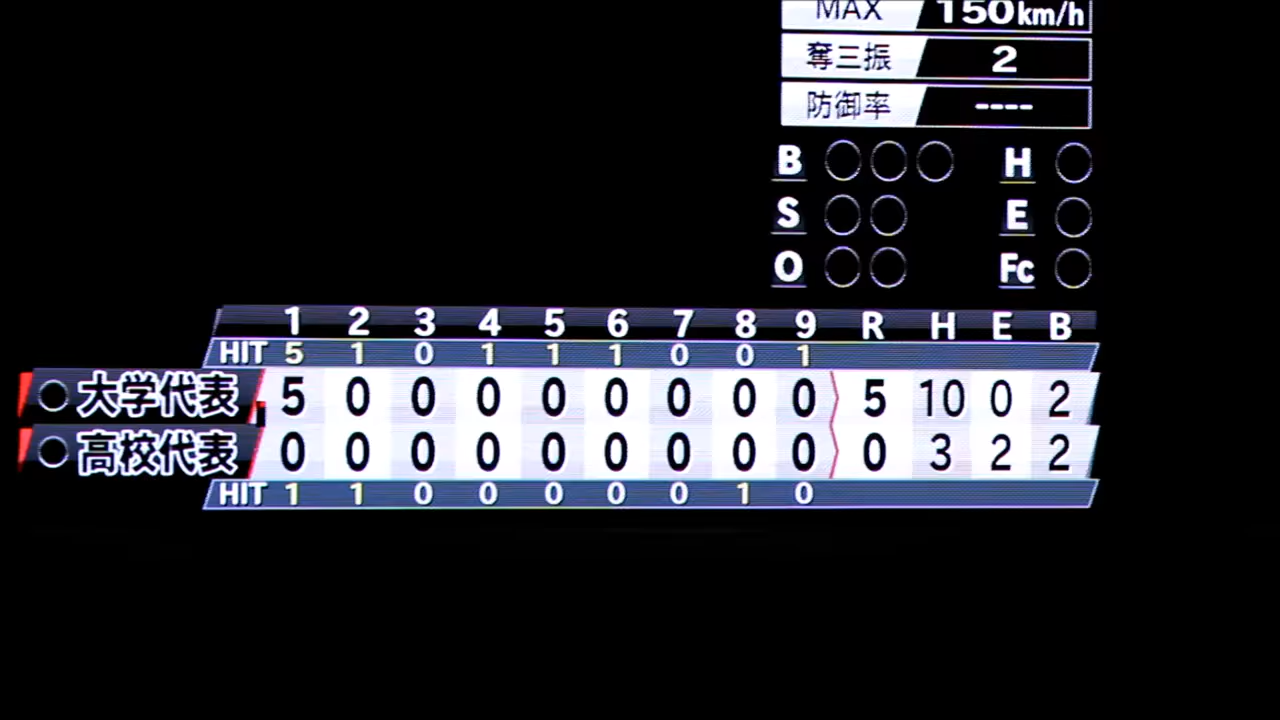 MAX 150km/h
奪三振 2
防御率 ----
B H
S E
O Fc
1 2 3 4 5 6 7 8 9 R H E B
HIT 5 1 0 1 1 1 0 0 1
大学代表 5 0 0 0 0 0 0 0 0 5 10 0 2
高校代表 0 0 0 0 0 0 0 0 0 0 3 2 2
HIT 1 1 0 0 0 0 0 1 0